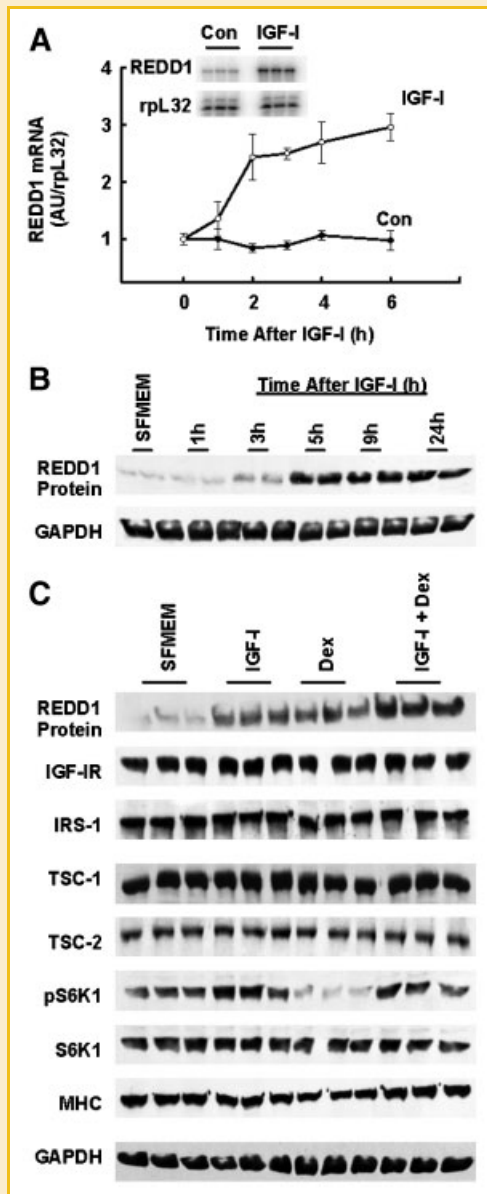 A
Con IGF-I
REDD1
rpL32
4
3
2
1
REDD1 mRNA
(AU/rpL32)
IGF-I
Con
0 2 4 6
Time After IGF-I (h)
B
Time After IGF-I (h)
SFMEM 1h 3h 5h 9h 24h
REDD1
Protein
GAPDH
C
SFMEM IGF-I Dex IGF-I + Dex
REDD1
Protein
IGF-IR
IRS-1
TSC-1
TSC-2
pS6K1
S6K1
MHC
GAPDH